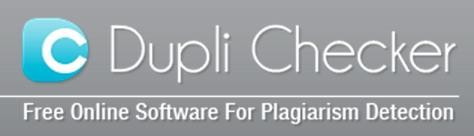 C Dupli Checker
Free Online Software For Plagiarism Detection